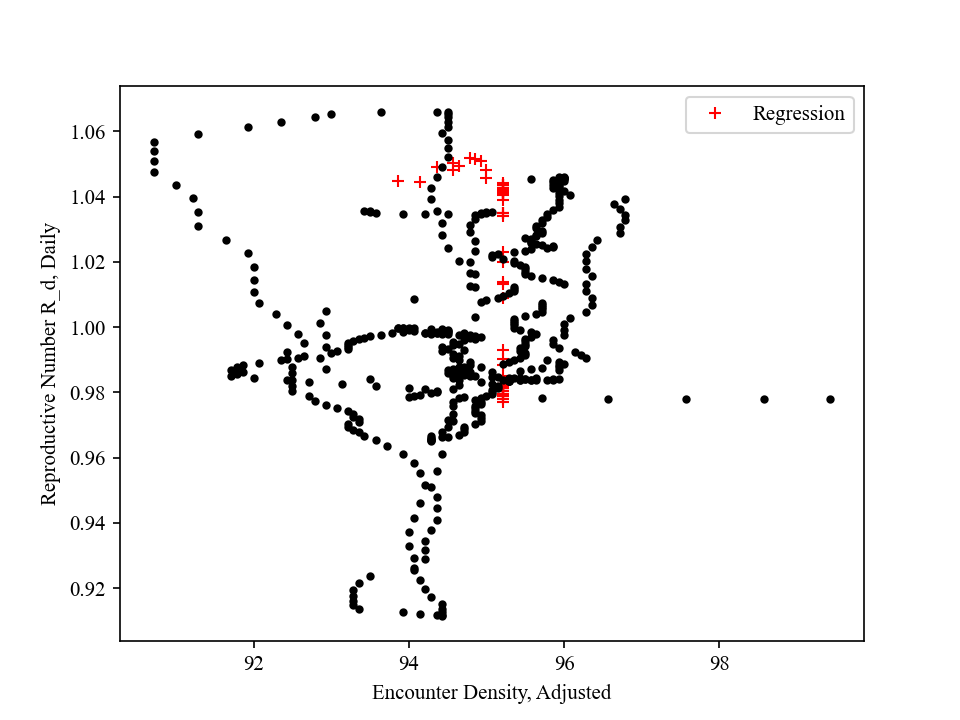 Regression
1.06
1.04
1.02
1.00
0.98
0.96
0.94
0.92
Reproductive Number R_d, Daily
92 94 96 98
Encounter Density, Adjusted